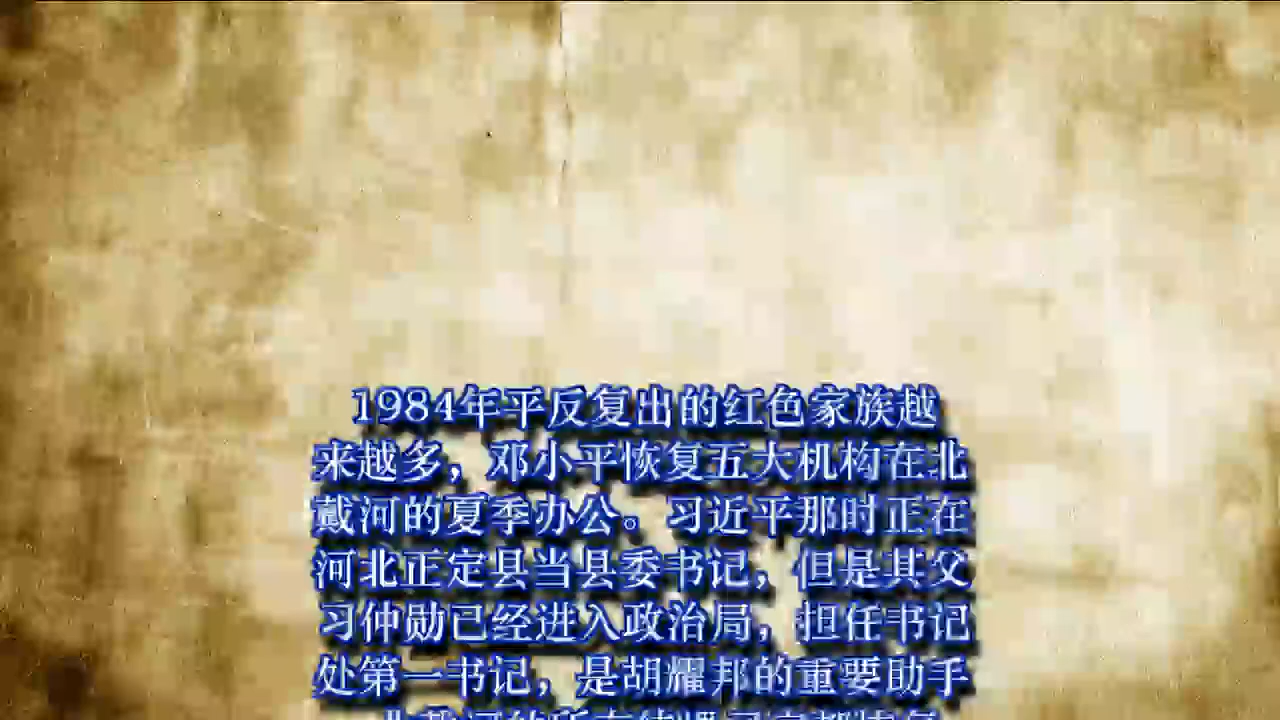 1984年平反复出的红色家族越
来越多，邓小平恢复五大机构在北
戴河的夏季办公。习近平那时正在
河北正定县当县委书记，但是其父
习仲勋已经进入政治局，担任书记
处第一书记，是胡耀邦的重要助手